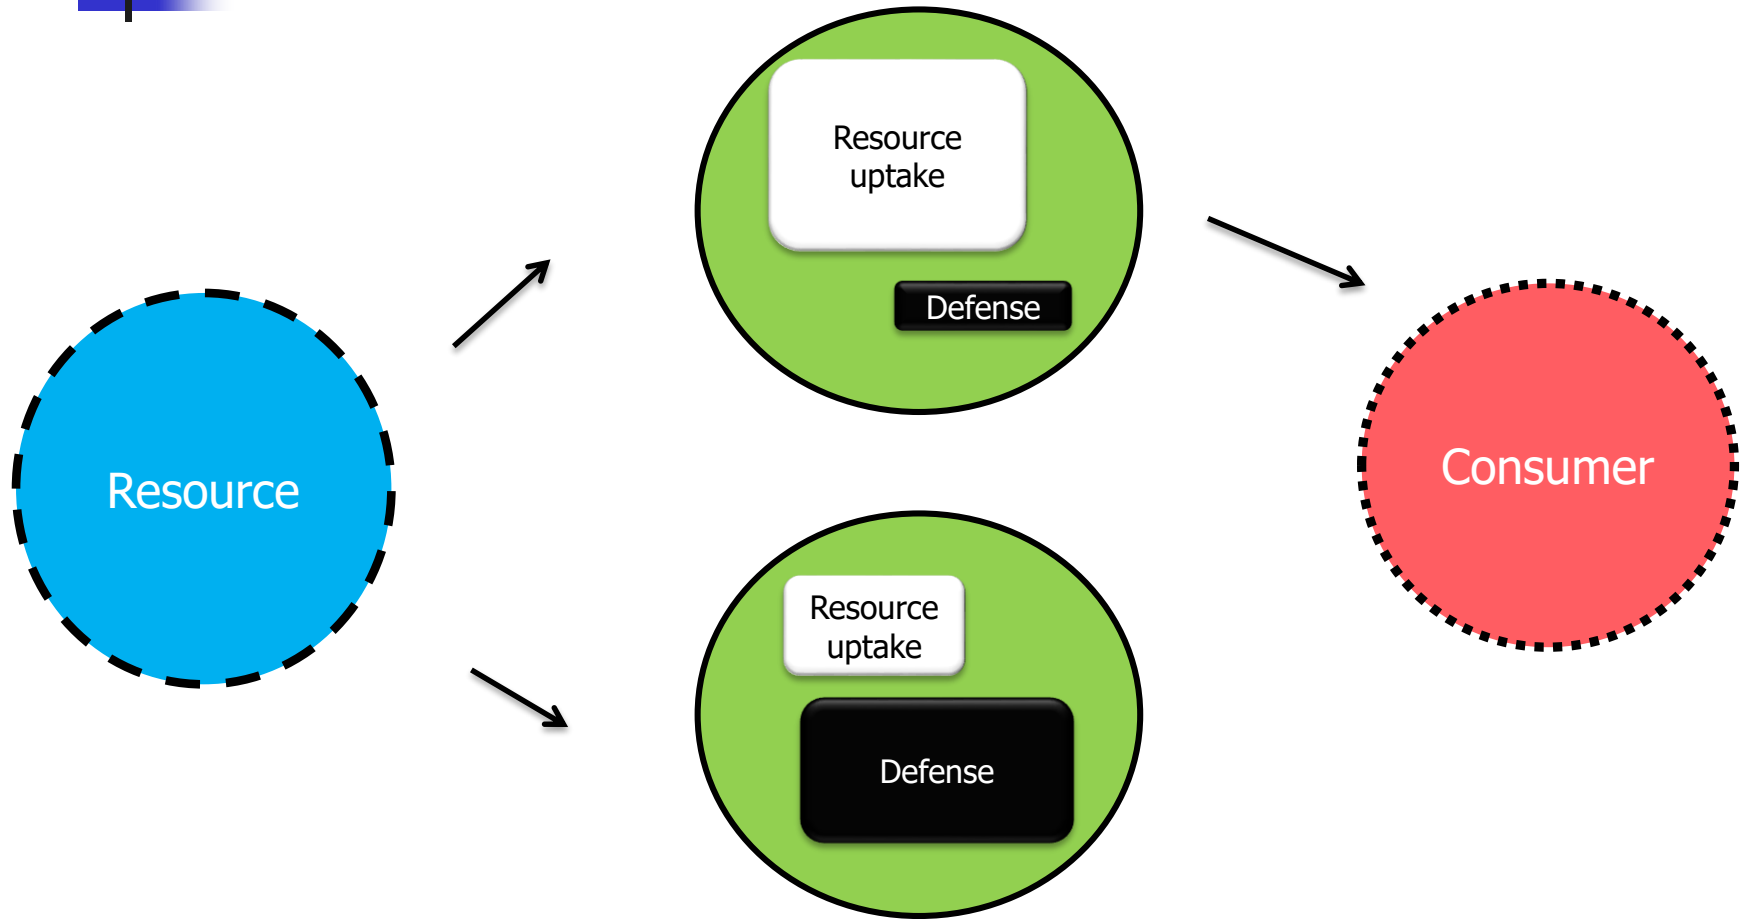 Resource
uptake
Defense
Resource
Consumer
Resource
uptake
Defense